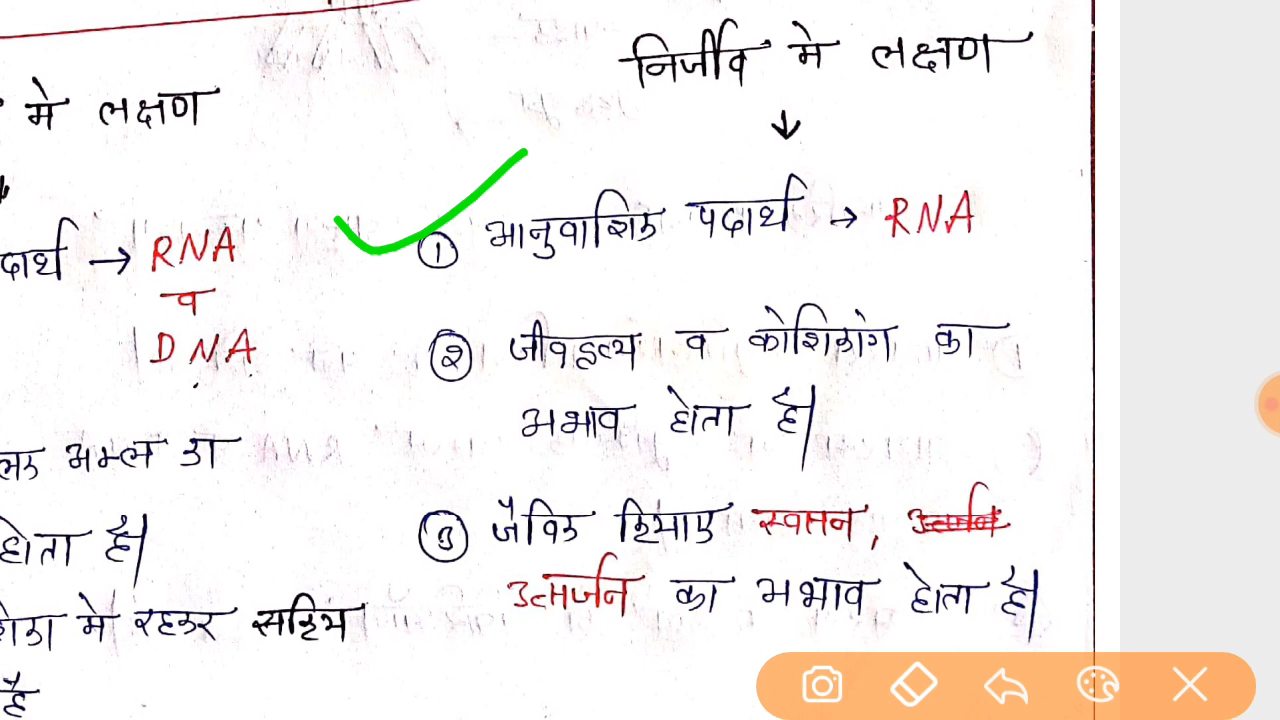 निर्जीव मे लक्षण
मे लक्षण
↓
① आनुवाशिक पदार्थ → RNA
दार्थ → RNA
व
DNA
② जीवद्रव्य व कोशिकांग का
अभाव होता है।
अम्ल का
होता है।
③ जैविक क्रियाए स्वसन,
उत्सर्जन का अभाव होता है।
मे रहकर सक्रिय
है